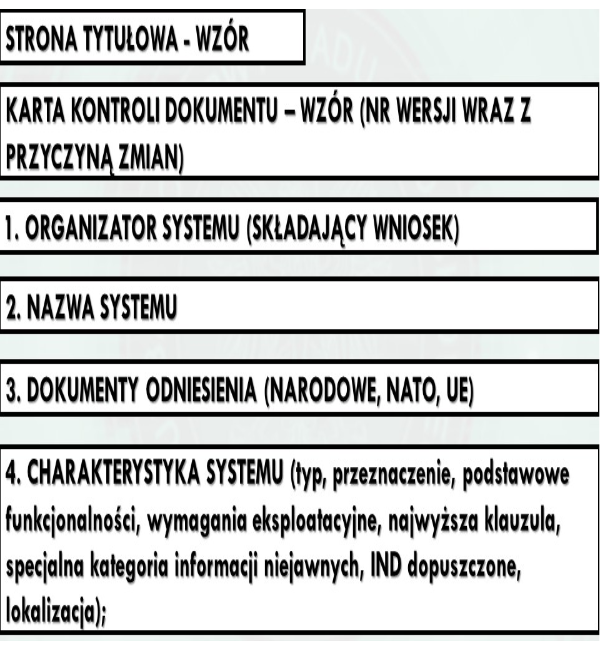 STRONA TYTUŁOWA - WZÓR
KARTA KONTROLI DOKUMENTU – WZÓR (NR WERSJI WRAZ Z
PRZYCZYNĄ ZMIAN)
1. ORGANIZATOR SYSTEMU (SKŁADAJĄCY WNIOSEK)
2. NAZWA SYSTEMU
3. DOKUMENTY ODNIESIENIA (NARODOWE, NATO, UE)
4. CHARAKTERYSTYKA SYSTEMU (typ, przeznaczenie, podstawowe
funkcjonalności, wymagania eksploatacyjne, najwyższa klauzula,
specjalna kategoria informacji niejawnych, IND dopuszczone,
lokalizacja);